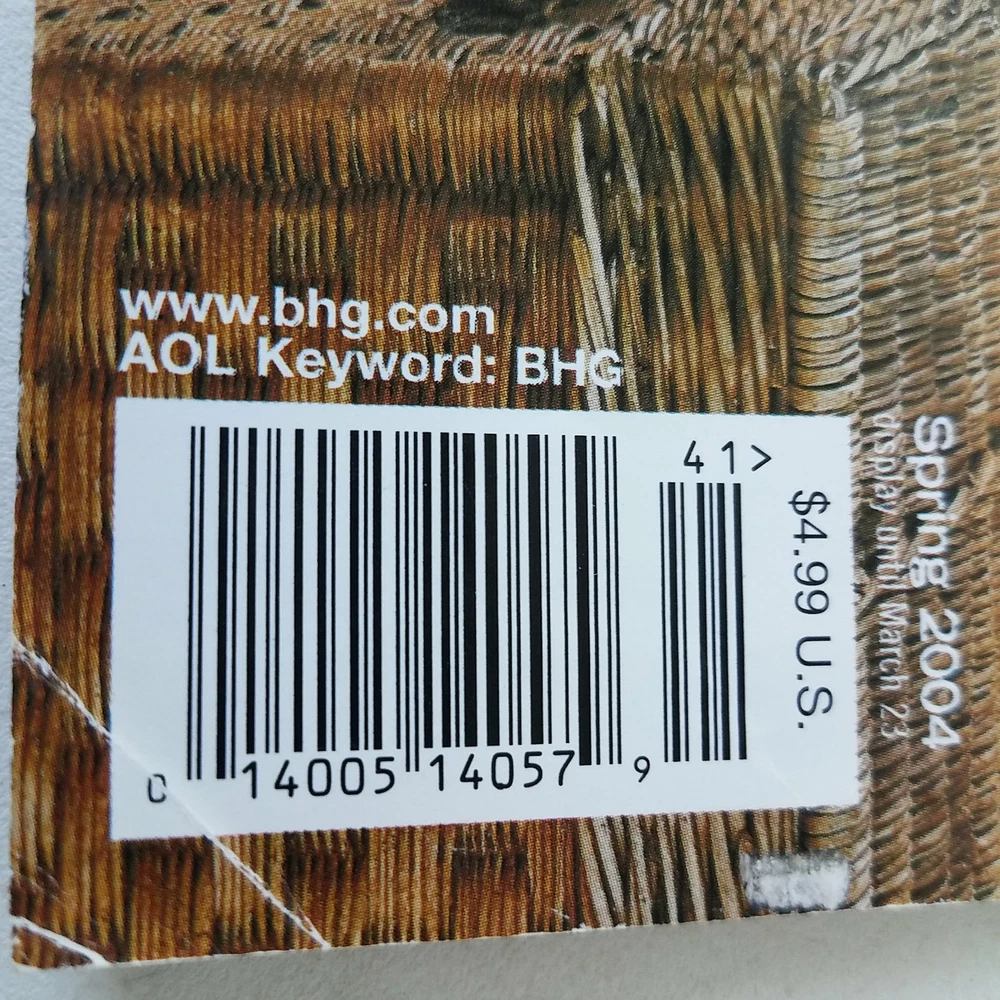 www.bhg.com
AOL Keyword: BHG
41>
0 14005 14057 9
$4.99 U.S.
Spring 2004
display until March 23